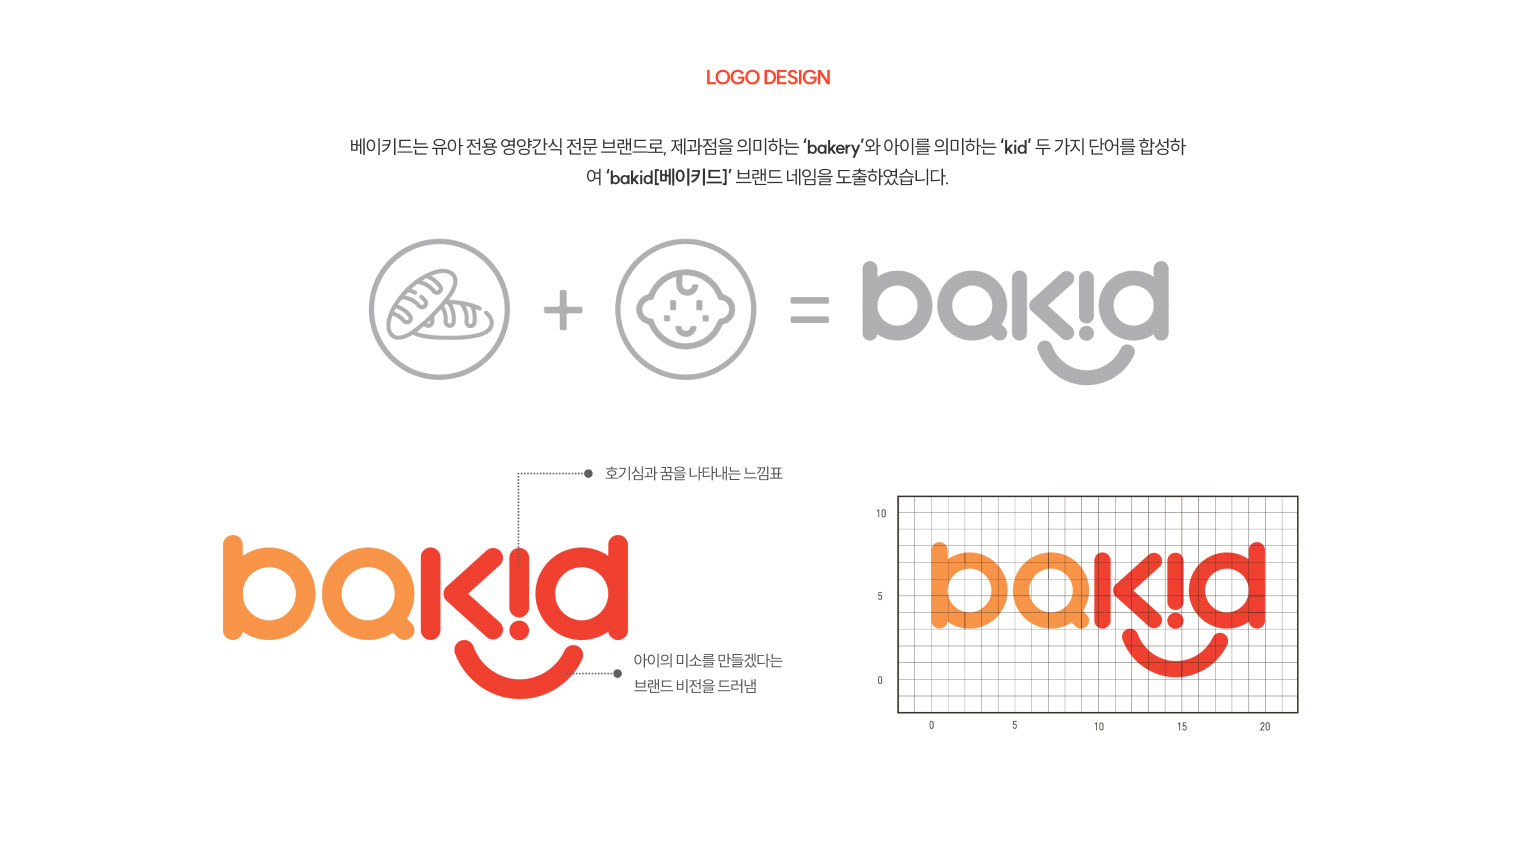 LOGO DESIGN
베이키드는 유아 전용 영양간식 전문 브랜드로, 제과점을 의미하는 ‘bakery’와 아이를 의미하는 ‘kid’ 두 가지 단어를 합성하
여 ‘bakid[베이키드]’ 브랜드 네임을 도출하였습니다.
+ = bak!d
호기심과 꿈을 나타내는 느낌표
bak!d
아이의 미소를 만들겠다는
브랜드 비전을 드러냄
10
5
0
bak!d
0 5 10 15 20